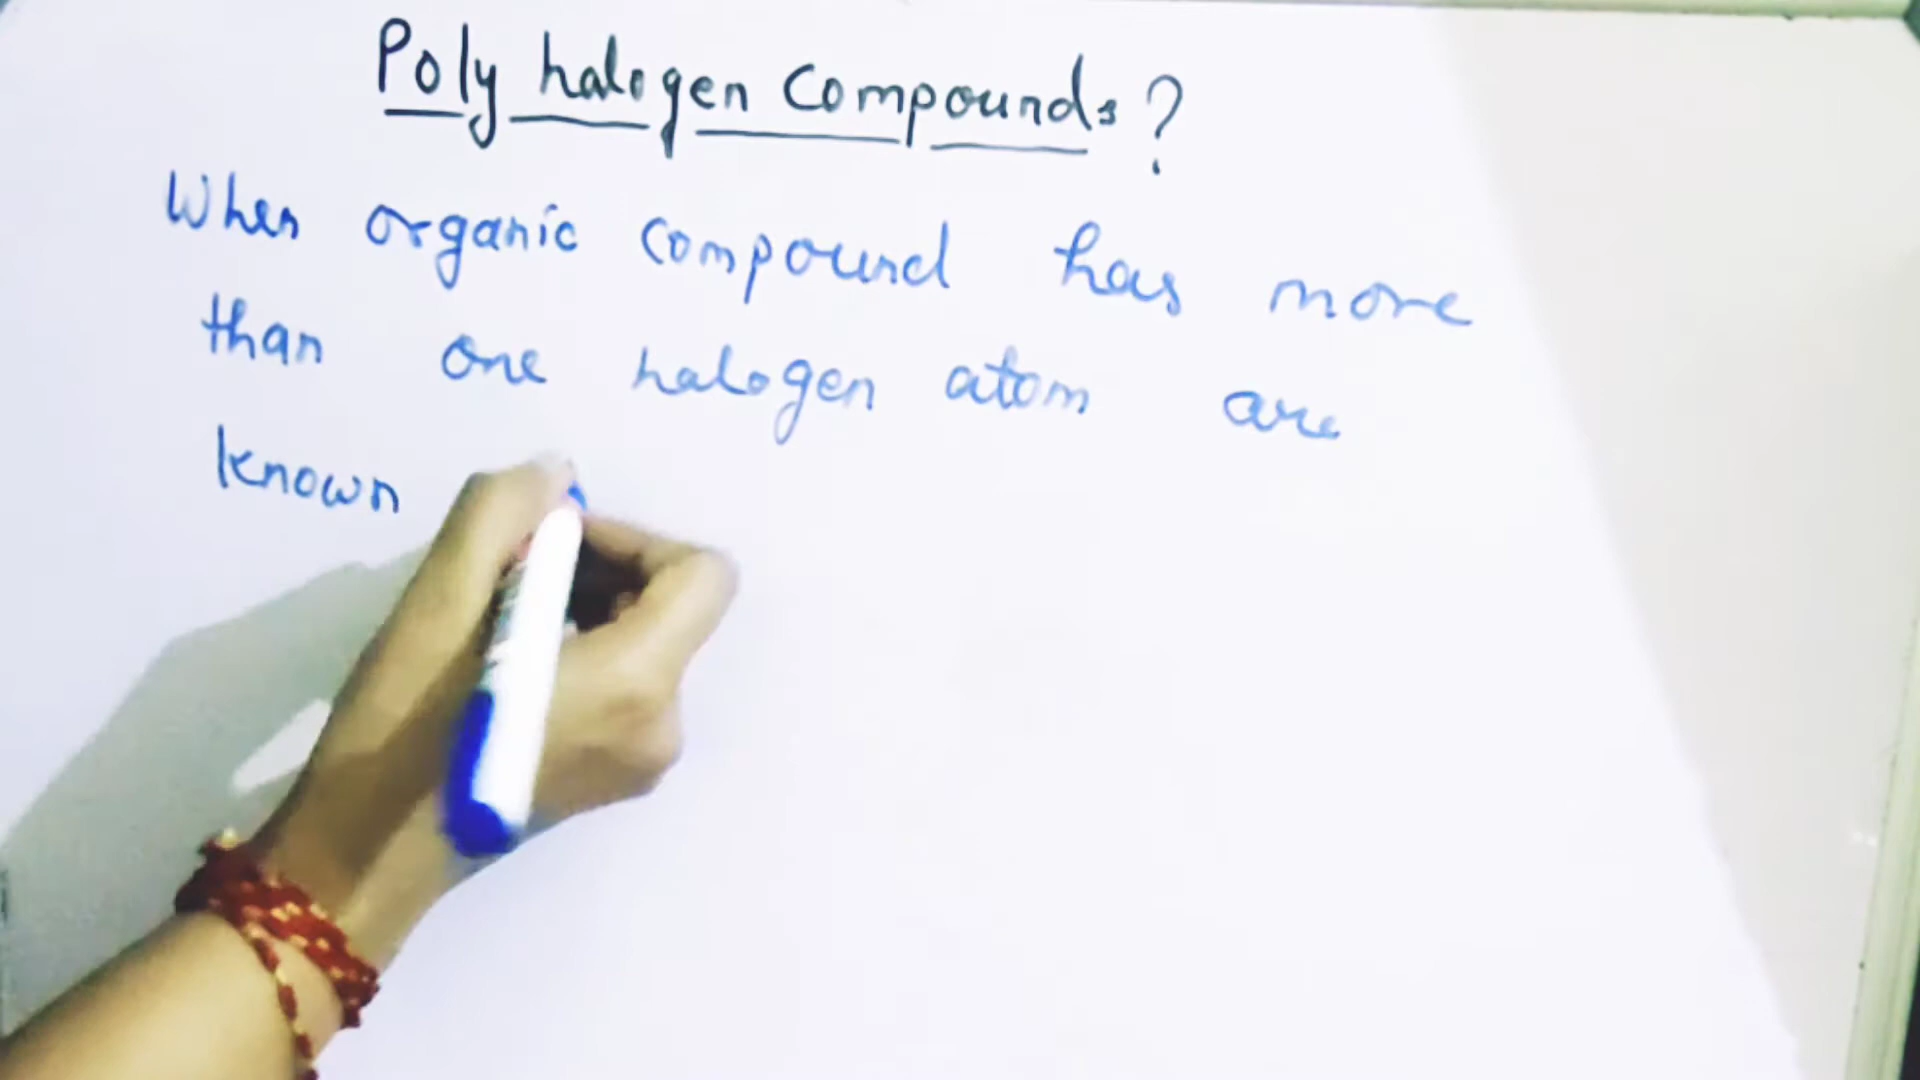 Poly halogen Compounds?
When organic compound has more
than one halogen atom are
known